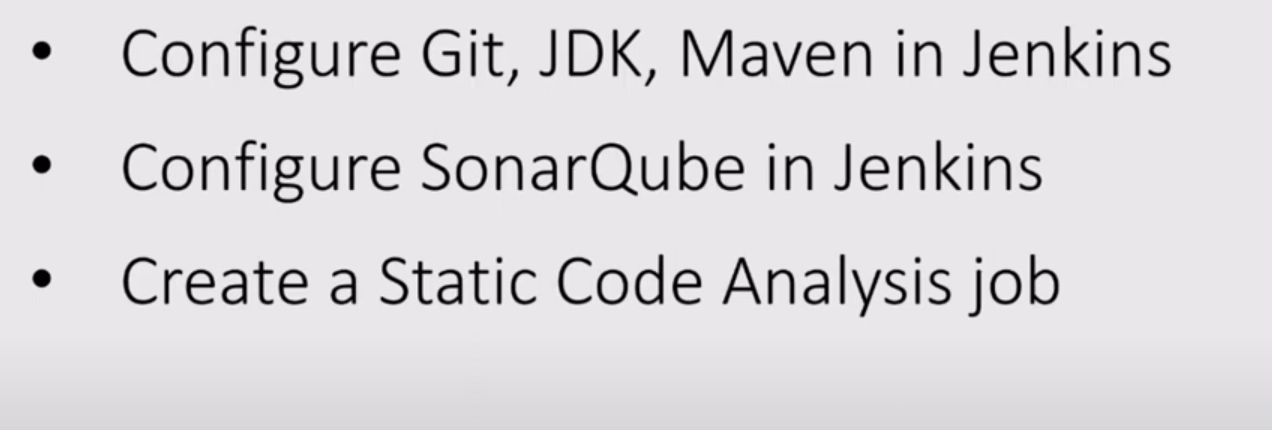 • Configure Git, JDK, Maven in Jenkins
• Configure SonarQube in Jenkins
• Create a Static Code Analysis job